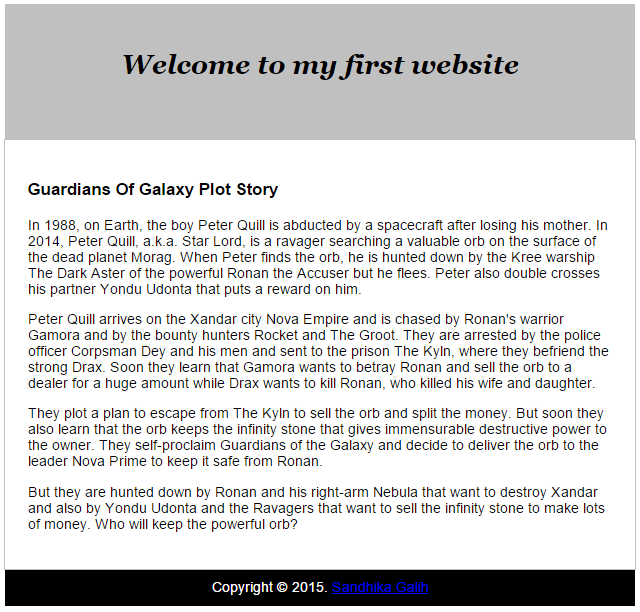 Welcome to my first website
Guardians Of Galaxy Plot Story
In 1988, on Earth, the boy Peter Quill is abducted by a spacecraft after losing his mother. In
2014, Peter Quill, a.k.a. Star Lord, is a ravager searching a valuable orb on the surface of
the dead planet Morag. When Peter finds the orb, he is hunted down by the Kree warship
The Dark Aster of the powerful Ronan the Accuser but he flees. Peter also double crosses
his partner Yondu Udonta that puts a reward on him.
Peter Quill arrives on the Xandar city Nova Empire and is chased by Ronan's warrior
Gamora and by the bounty hunters Rocket and The Groot. They are arrested by the police
officer Corpsman Dey and his men and sent to the prison The Kyln, where they befriend the
strong Drax. Soon they learn that Gamora wants to betray Ronan and sell the orb to a
dealer for a huge amount while Drax wants to kill Ronan, who killed his wife and daughter.
They plot a plan to escape from The Kyln to sell the orb and split the money. But soon they
also learn that the orb keeps the infinity stone that gives immensurable destructive power to
the owner. They self-proclaim Guardians of the Galaxy and decide to deliver the orb to the
leader Nova Prime to keep it safe from Ronan.
But they are hunted down by Ronan and his right-arm Nebula that want to destroy Xandar
and also by Yondu Udonta and the Ravagers that want to sell the infinity stone to make lots
of money. Who will keep the powerful orb?
Copyright © 2015. Sandhika Galih